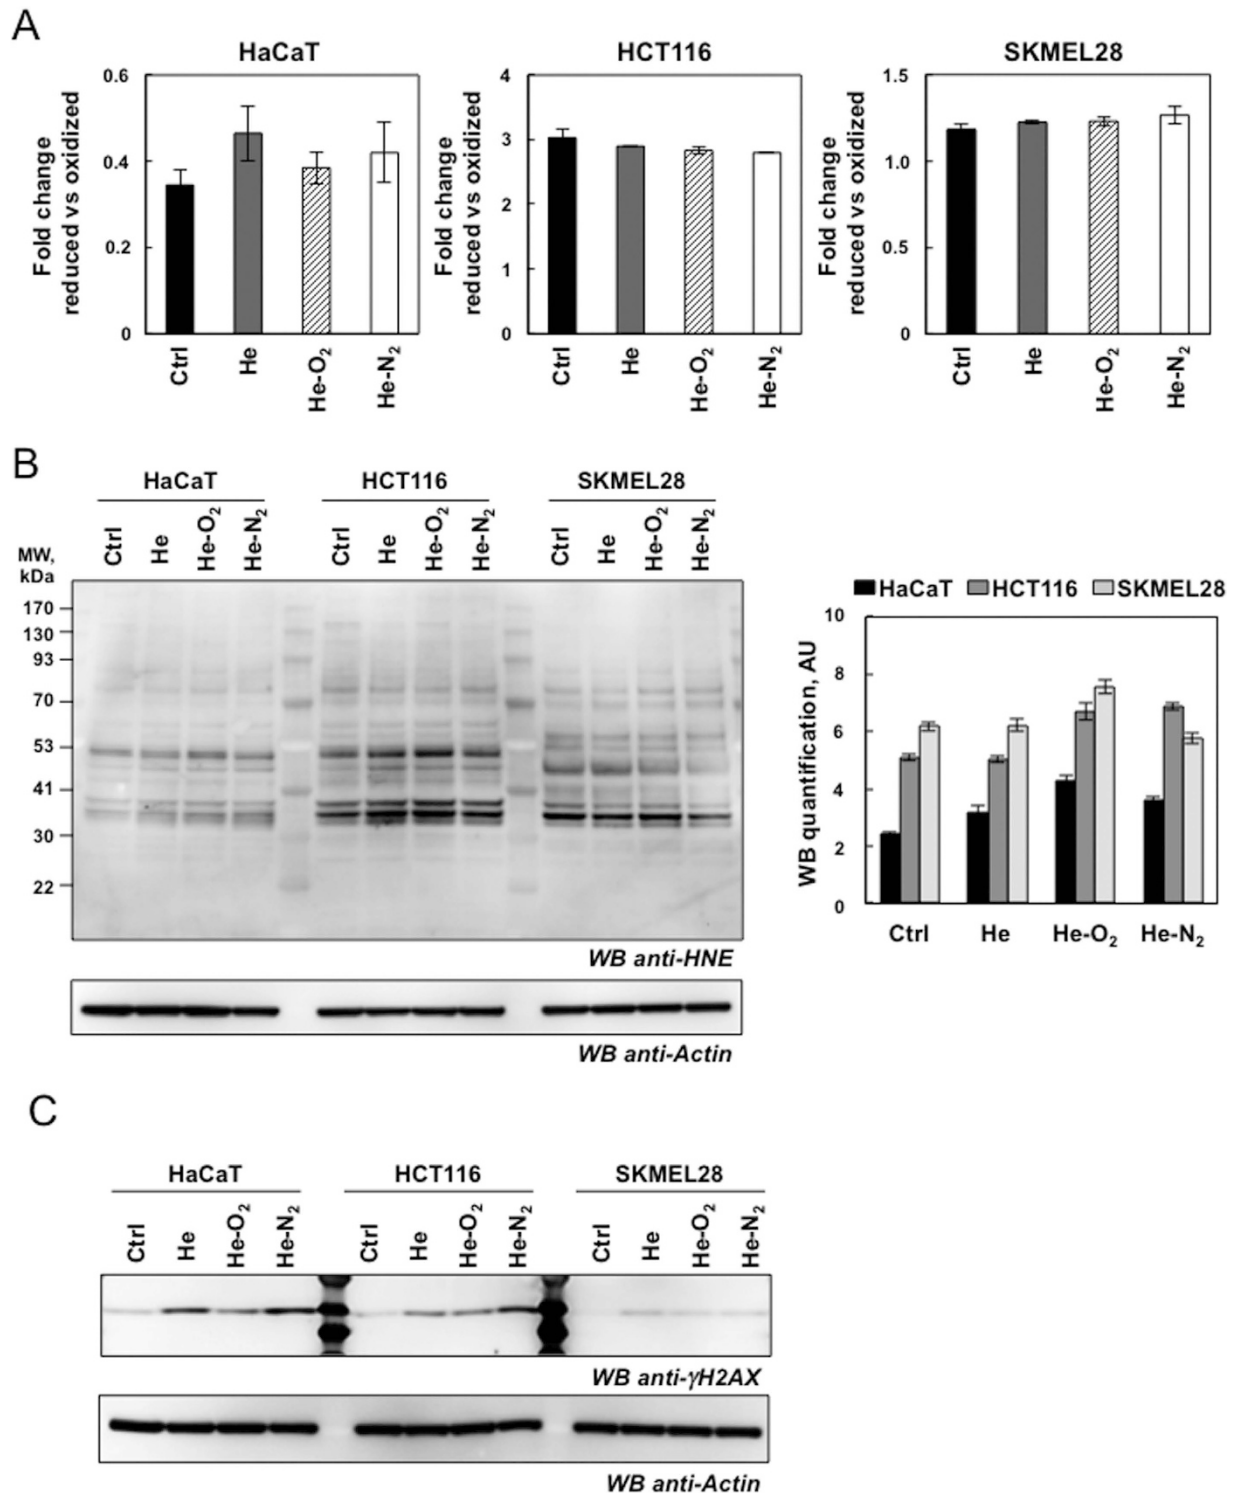 A
HaCaT
HCT116
SKMEL28
Fold change
reduced vs oxidized
0.6
0.4
0.2
0
Ctrl
He
He-O2
He-N2
Fold change
reduced vs oxidized
4
3
2
1
0
Ctrl
He
He-O2
He-N2
Fold change
reduced vs oxidized
1.5
1.0
0.5
0
Ctrl
He
He-O2
He-N2
B
HaCaT
HCT116
SKMEL28
Ctrl
He
He-O2
He-N2
Ctrl
He
He-O2
He-N2
Ctrl
He
He-O2
He-N2
MW,
kDa
170
130
93
70
53
41
30
22
WB anti-HNE
WB anti-Actin
HaCaT HCT116 SKMEL28
WB quantification, AU
10
8
6
4
2
0
Ctrl He He-O2 He-N2
C
HaCaT
HCT116
SKMEL28
Ctrl
He
He-O2
He-N2
Ctrl
He
He-O2
He-N2
Ctrl
He
He-O2
He-N2
WB anti-γH2AX
WB anti-Actin